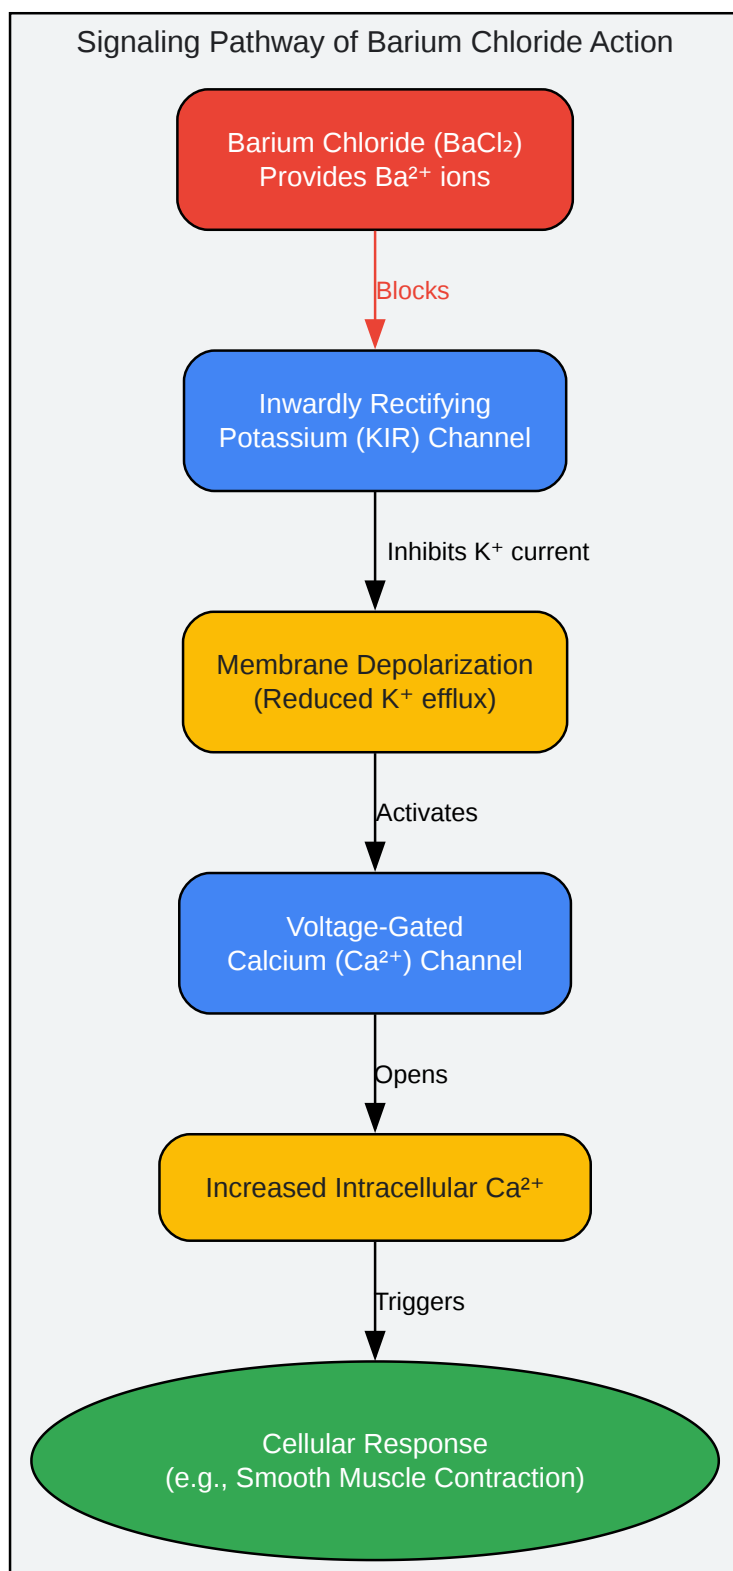 Signaling Pathway of Barium Chloride Action
Barium Chloride (BaCl₂)
Provides Ba²⁺ ions
Blocks
Inwardly Rectifying
Potassium (KIR) Channel
Inhibits K⁺ current
Membrane Depolarization
(Reduced K⁺ efflux)
Activates
Voltage-Gated
Calcium (Ca²⁺) Channel
Opens
Increased Intracellular Ca²⁺
Triggers
Cellular Response
(e.g., Smooth Muscle Contraction)